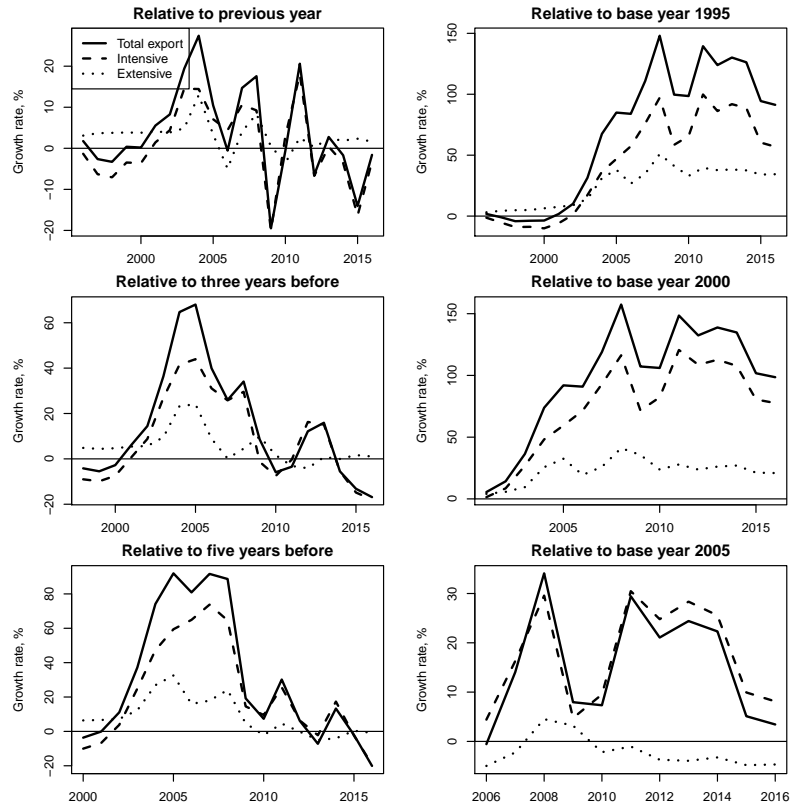 Relative to previous year
Growth rate, %
20
10
0
−10
−20
Total export
Intensive
Extensive
2000 2005 2010 2015
Relative to base year 1995
Growth rate, %
150
100
50
0
2000 2005 2010 2015
Relative to three years before
Growth rate, %
60
40
20
0
−20
2000 2005 2010 2015
Relative to base year 2000
Growth rate, %
150
100
50
0
2005 2010 2015
Relative to five years before
Growth rate, %
80
60
40
20
0
−20
2000 2005 2010 2015
Relative to base year 2005
Growth rate, %
30
20
10
0
2006 2008 2010 2012 2014 2016